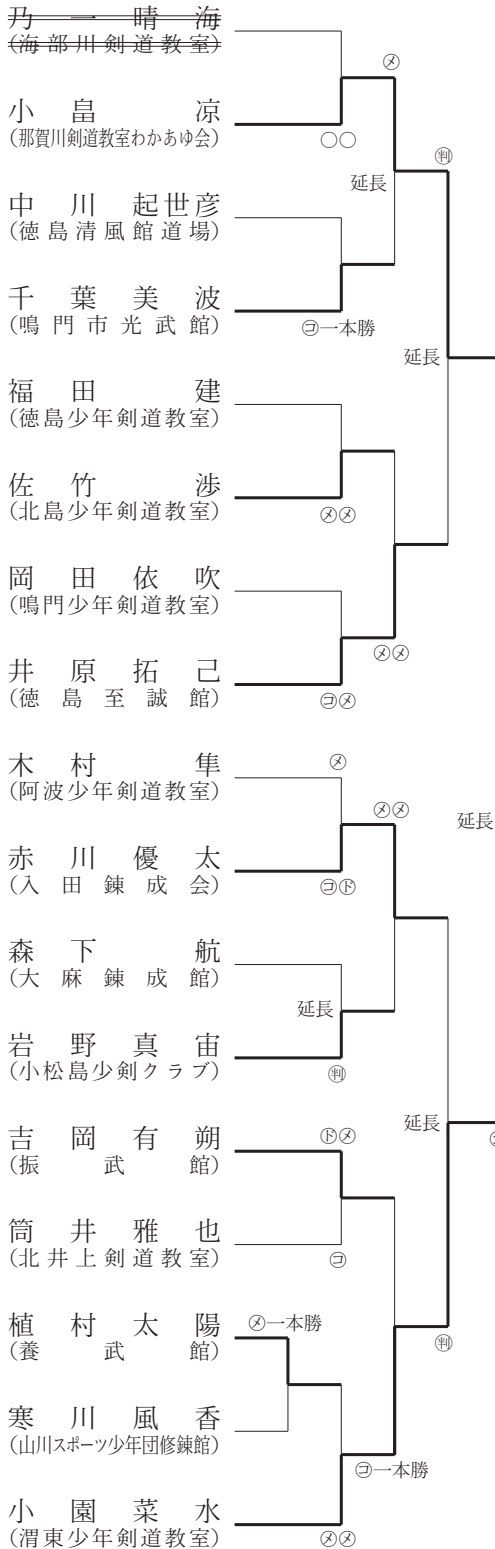 乃一晴海
(海部川剣道教室)
㋱
小畠涼
(那賀川剣道教室わかあゆ会)
○○
㊓
延長
中川起世彦
(徳島清風館道場)
千葉美波
(鳴門市光武館)
㋙一本勝
延長
福田建
(徳島少年剣道教室)
佐竹渉
(北島少年剣道教室)
㋱㋱
岡田依吹
(鳴門少年剣道教室)
㋱㋱
井原拓己
(徳島至誠館)
㋙㋱
木村隼
(阿波少年剣道教室)
㋱
㋱㋱
延長
赤川優太
(入田錬成会)
㋙㋣゙
森下航
(大麻錬成館)
延長
岩野真宙
(小松島少剣クラブ)
㊓
吉岡有朔
(振武館)
㋣゙㋱
延長
筒井雅也
(北井上剣道教室)
㋙
植村太陽
(養武館)
㋱一本勝
㊓
寒川風香
(山川スポーツ少年団修錬館)
㋙一本勝
小園菜水
(渭東少年剣道教室)
㋱㋱